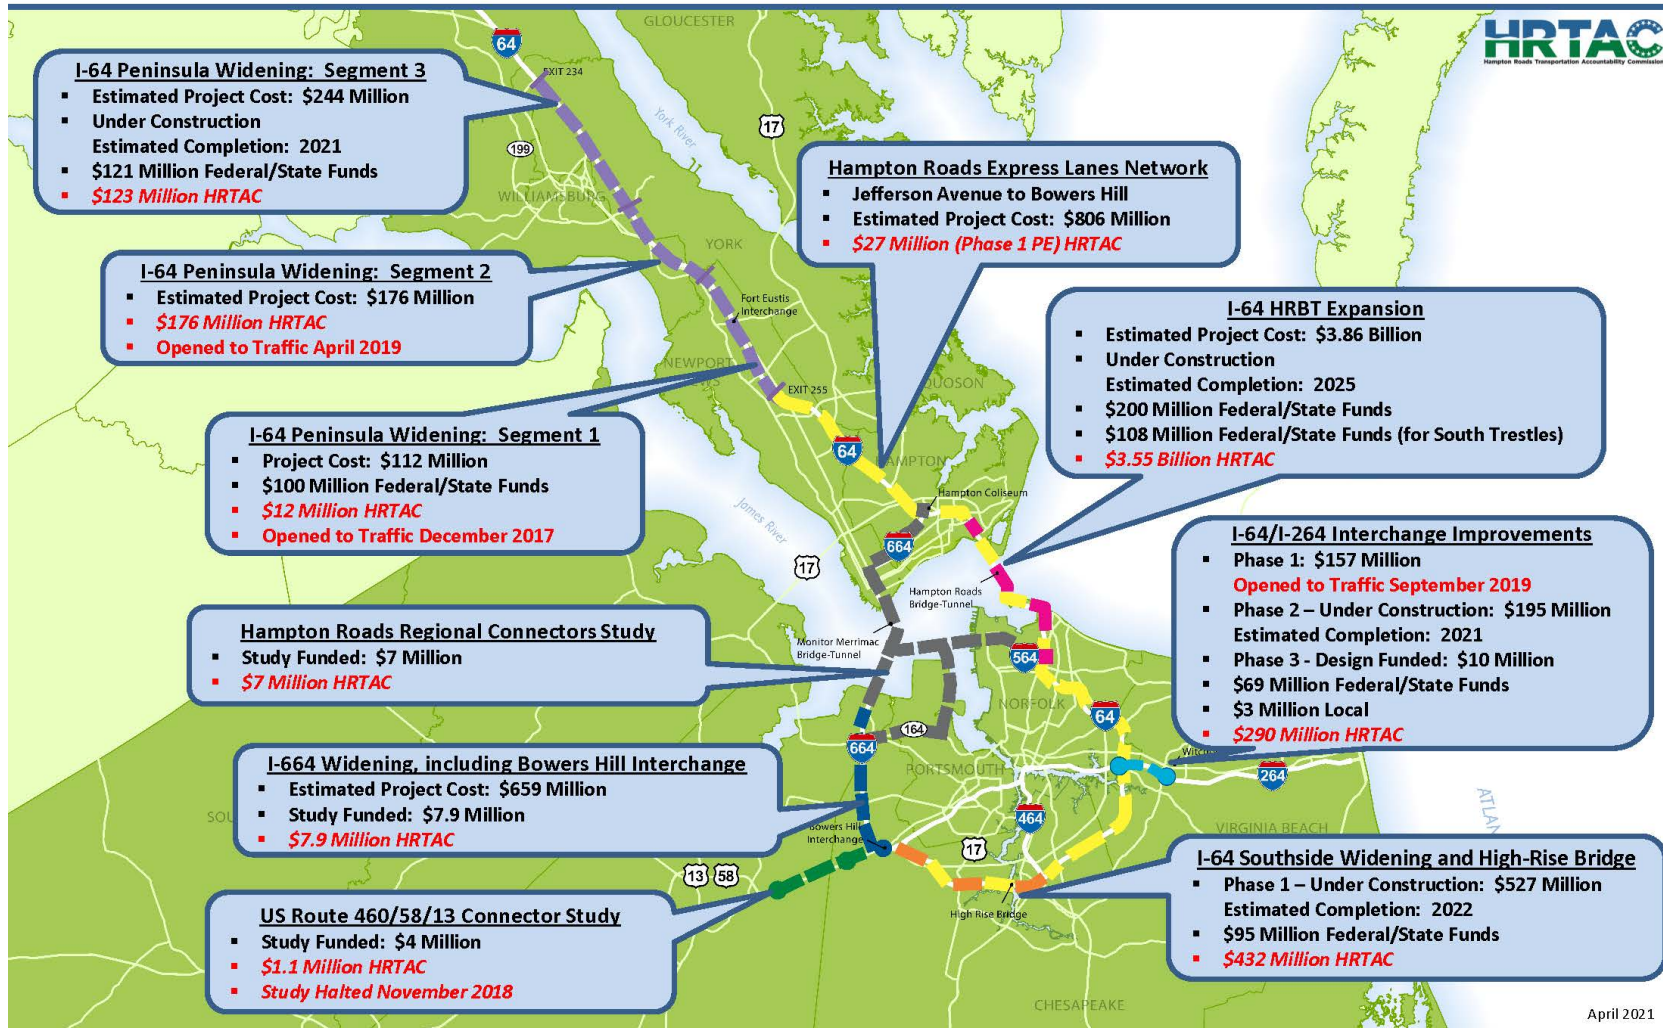 HRTAC
Hampton Roads Transportation Accountability Commission
GLOUCESTER
64
EXIT 234
I-64 Peninsula Widening: Segment 3
▪ Estimated Project Cost: $244 Million
▪ Under Construction
Estimated Completion: 2021
▪ $121 Million Federal/State Funds
▪ $123 Million HRTAC
York River
17
199
WILLIAMSBURG
YORK
Hampton Roads Express Lanes Network
▪ Jefferson Avenue to Bowers Hill
▪ Estimated Project Cost: $806 Million
▪ $27 Million (Phase 1 PE) HRTAC
I-64 Peninsula Widening: Segment 2
▪ Estimated Project Cost: $176 Million
▪ $176 Million HRTAC
▪ Opened to Traffic April 2019
Fort Eustis
Interchange
NEWPORT
EXIT 255
QUOSON
I-64 HRBT Expansion
▪ Estimated Project Cost: $3.86 Billion
▪ Under Construction
Estimated Completion: 2025
▪ $200 Million Federal/State Funds
▪ $108 Million Federal/State Funds (for South Trestles)
▪ $3.55 Billion HRTAC
I-64 Peninsula Widening: Segment 1
▪ Project Cost: $112 Million
▪ $100 Million Federal/State Funds
▪ $12 Million HRTAC
▪ Opened to Traffic December 2017
64
HAMPTON
Hampton Coliseum
James River
664
17
Hampton Roads
Bridge-Tunnel
I-64/I-264 Interchange Improvements
▪ Phase 1: $157 Million
Opened to Traffic September 2019
▪ Phase 2 – Under Construction: $195 Million
Estimated Completion: 2021
▪ Phase 3 - Design Funded: $10 Million
▪ $69 Million Federal/State Funds
▪ $3 Million Local
▪ $290 Million HRTAC
Hampton Roads Regional Connectors Study
▪ Study Funded: $7 Million
▪ $7 Million HRTAC
Monitor Merrimac
Bridge-Tunnel
564
NORFOLK
64
164
664
PORTSMOUTH
264
I-664 Widening, including Bowers Hill Interchange
▪ Estimated Project Cost: $659 Million
▪ Study Funded: $7.9 Million
▪ $7.9 Million HRTAC
464
VIRGINIA BEACH
Bowers Hill
Interchange
17
13 58
High Rise Bridge
I-64 Southside Widening and High-Rise Bridge
▪ Phase 1 – Under Construction: $527 Million
Estimated Completion: 2022
▪ $95 Million Federal/State Funds
▪ $432 Million HRTAC
US Route 460/58/13 Connector Study
▪ Study Funded: $4 Million
▪ $1.1 Million HRTAC
▪ Study Halted November 2018
CHESAPEAKE
April 2021